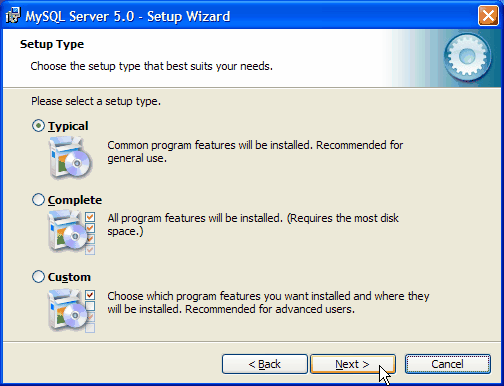 MySQL Server 5.0 - Setup Wizard
Setup Type
Choose the setup type that best suits your needs.
Please select a setup type.
Typical
Common program features will be installed. Recommended for
general use.
Complete
All program features will be installed. (Requires the most disk
space.)
Custom
Choose which program features you want installed and where they
will be installed. Recommended for advanced users.
< Back
Next >
Cancel